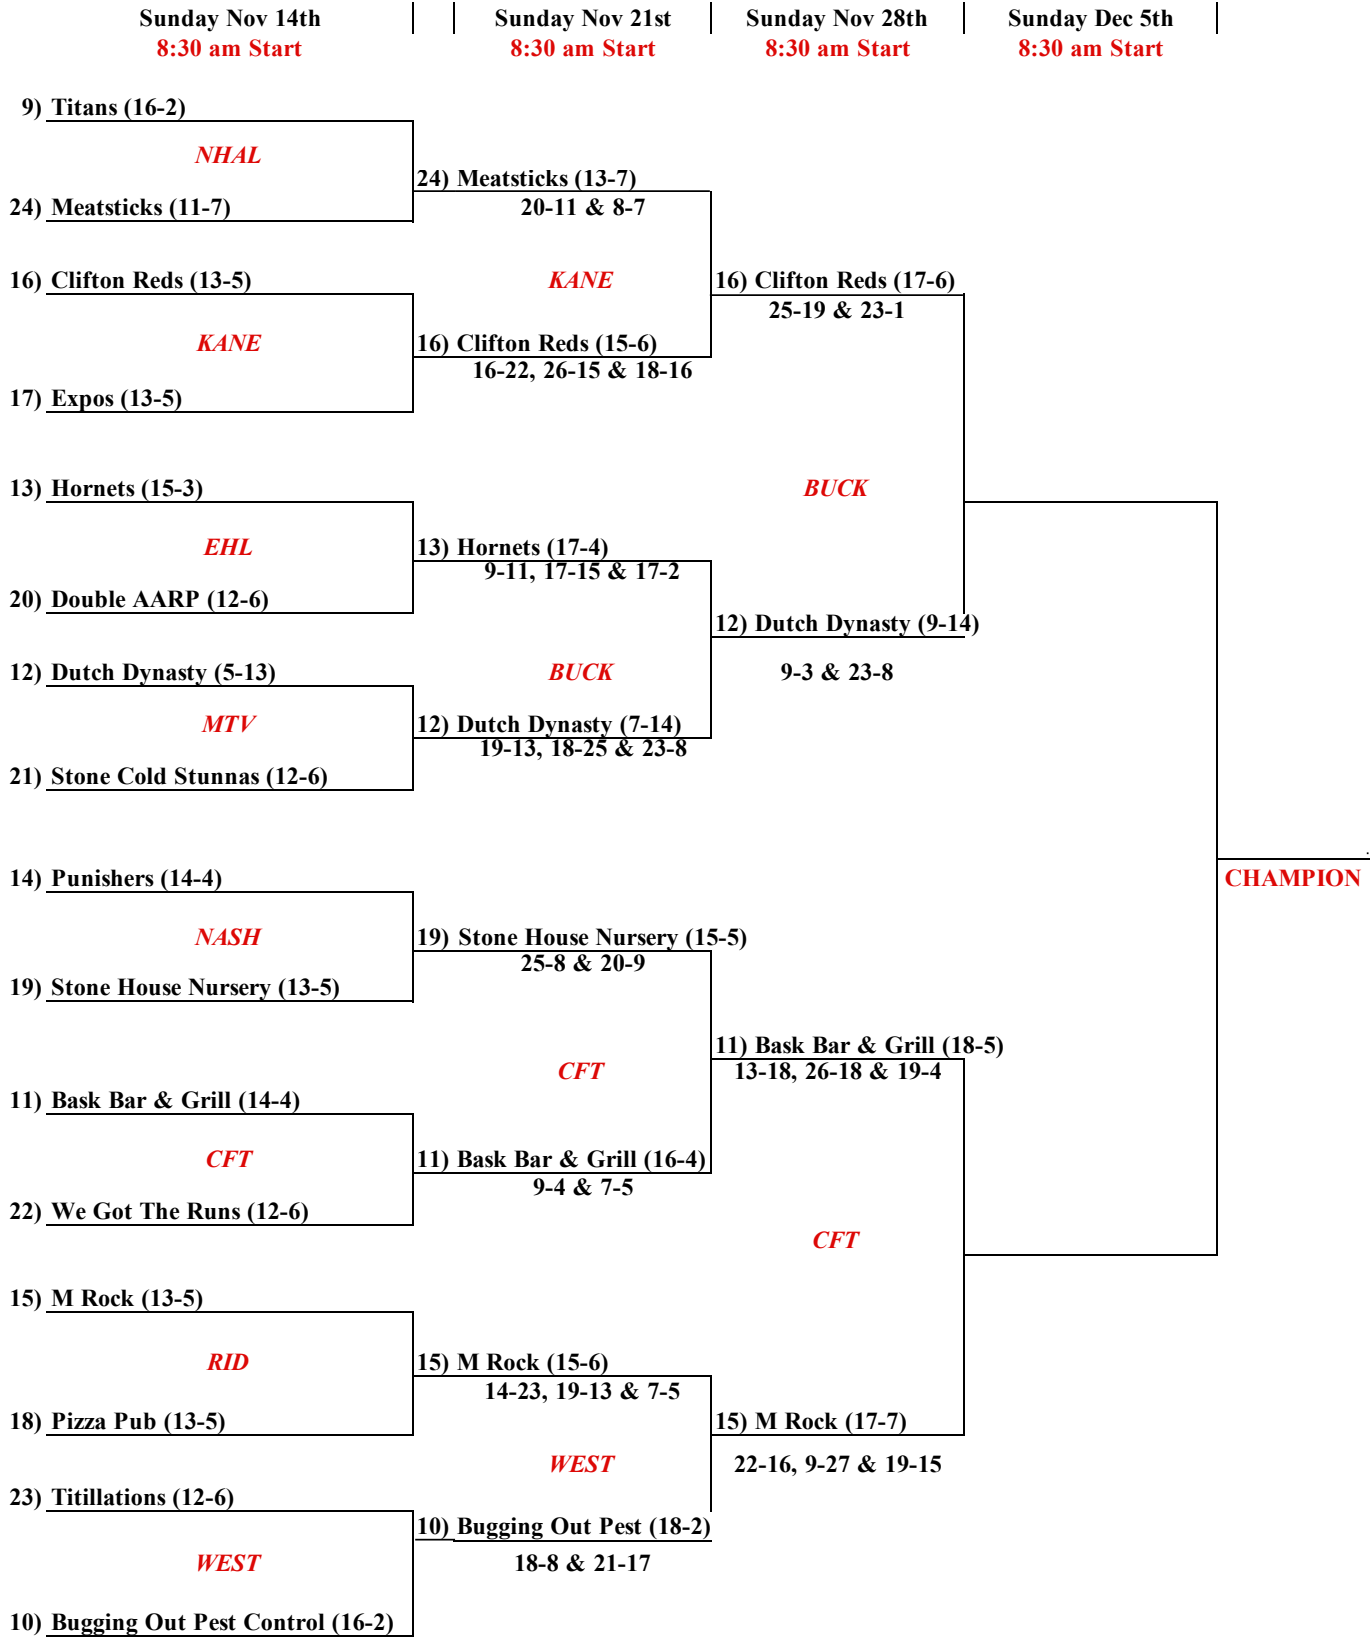 Sunday Nov 14th
8:30 am Start
Sunday Nov 21st
8:30 am Start
Sunday Nov 28th
8:30 am Start
Sunday Dec 5th
8:30 am Start
9) Titans (16-2)
NHAL
24) Meatsticks (11-7)
16) Clifton Reds (13-5)
KANE
17) Expos (13-5)
13) Hornets (15-3)
EHL
20) Double AARP (12-6)
12) Dutch Dynasty (5-13)
MTV
21) Stone Cold Stunnas (12-6)
14) Punishers (14-4)
NASH
19) Stone House Nursery (13-5)
11) Bask Bar & Grill (14-4)
CFT
22) We Got The Runs (12-6)
15) M Rock (13-5)
RID
18) Pizza Pub (13-5)
23) Titillations (12-6)
WEST
10) Bugging Out Pest Control (16-2)
24) Meatsticks (13-7)
20-11 & 8-7
KANE
16) Clifton Reds (15-6)
16-22, 26-15 & 18-16
13) Hornets (17-4)
9-11, 17-15 & 17-2
BUCK
12) Dutch Dynasty (7-14)
19-13, 18-25 & 23-8
19) Stone House Nursery (15-5)
25-8 & 20-9
CFT
11) Bask Bar & Grill (16-4)
9-4 & 7-5
15) M Rock (15-6)
14-23, 19-13 & 7-5
WEST
10) Bugging Out Pest (18-2)
18-8 & 21-17
16) Clifton Reds (17-6)
25-19 & 23-1
BUCK
12) Dutch Dynasty (9-14)
9-3 & 23-8
11) Bask Bar & Grill (18-5)
13-18, 26-18 & 19-4
CFT
15) M Rock (17-7)
22-16, 9-27 & 19-15
.
CHAMPION